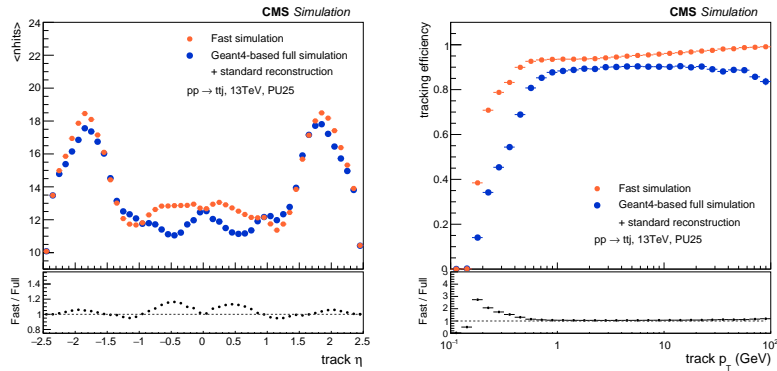 CMS Simulation
<nhits>
24
22
20
18
16
14
12
10
Fast simulation
Geant4-based full simulation
+ standard reconstruction
pp → ttj, 13TeV, PU25
Fast / Full
1.4
1.2
1
0.8
−2.5 −2 −1.5 −1 −0.5 0 0.5 1 1.5 2 2.5
track η
CMS Simulation
tracking efficiency
1
0.8
0.6
0.4
0.2
0
Fast simulation
Geant4-based full simulation
+ standard reconstruction
pp → ttj, 13TeV, PU25
Fast / Full
5
4
3
2
1
0
10⁻¹ 1 10 10²
track p_T (GeV)